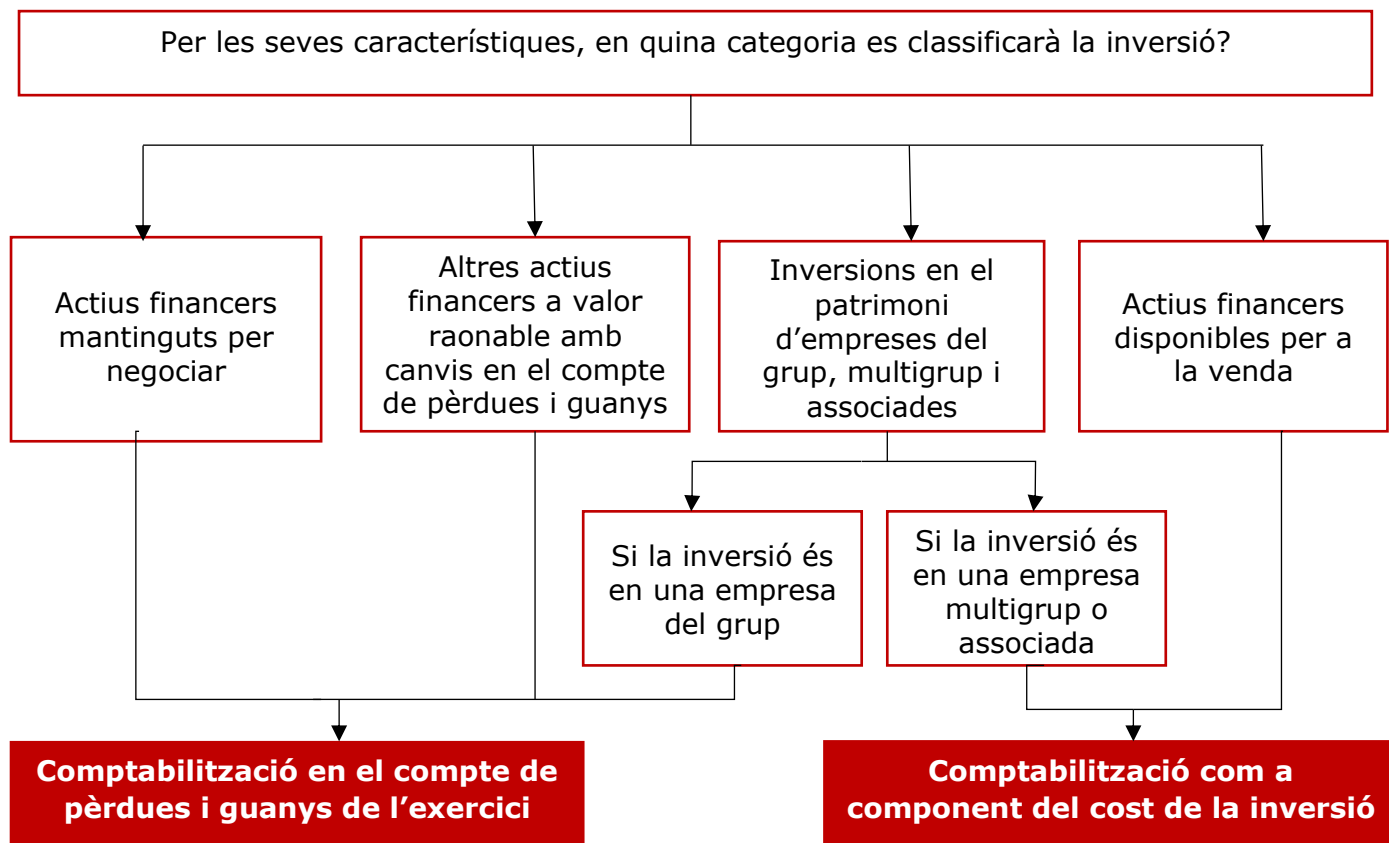 Per les seves característiques, en quina categoria es classificarà la inversió?
Actius financers
mantinguts per
negociar
Altres actius
financers a valor
raonable amb
canvis en el compte
de pèrdues i guanys
Inversions en el
patrimoni
d’empreses del
grup, multigrup i
associades
Actius financers
disponibles per a
la venda
Si la inversió és
en una empresa
del grup
Si la inversió és
en una empresa
multigrup o
associada
Comptabilització en el compte de
pèrdues i guanys de l’exercici
Comptabilització com a
component del cost de la inversió